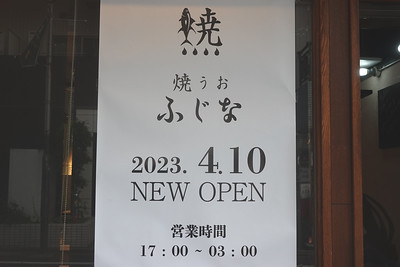 焼
焼うお
ふじな
2023. 4.10
NEW OPEN
営業時間
17：00 ~ 03：00